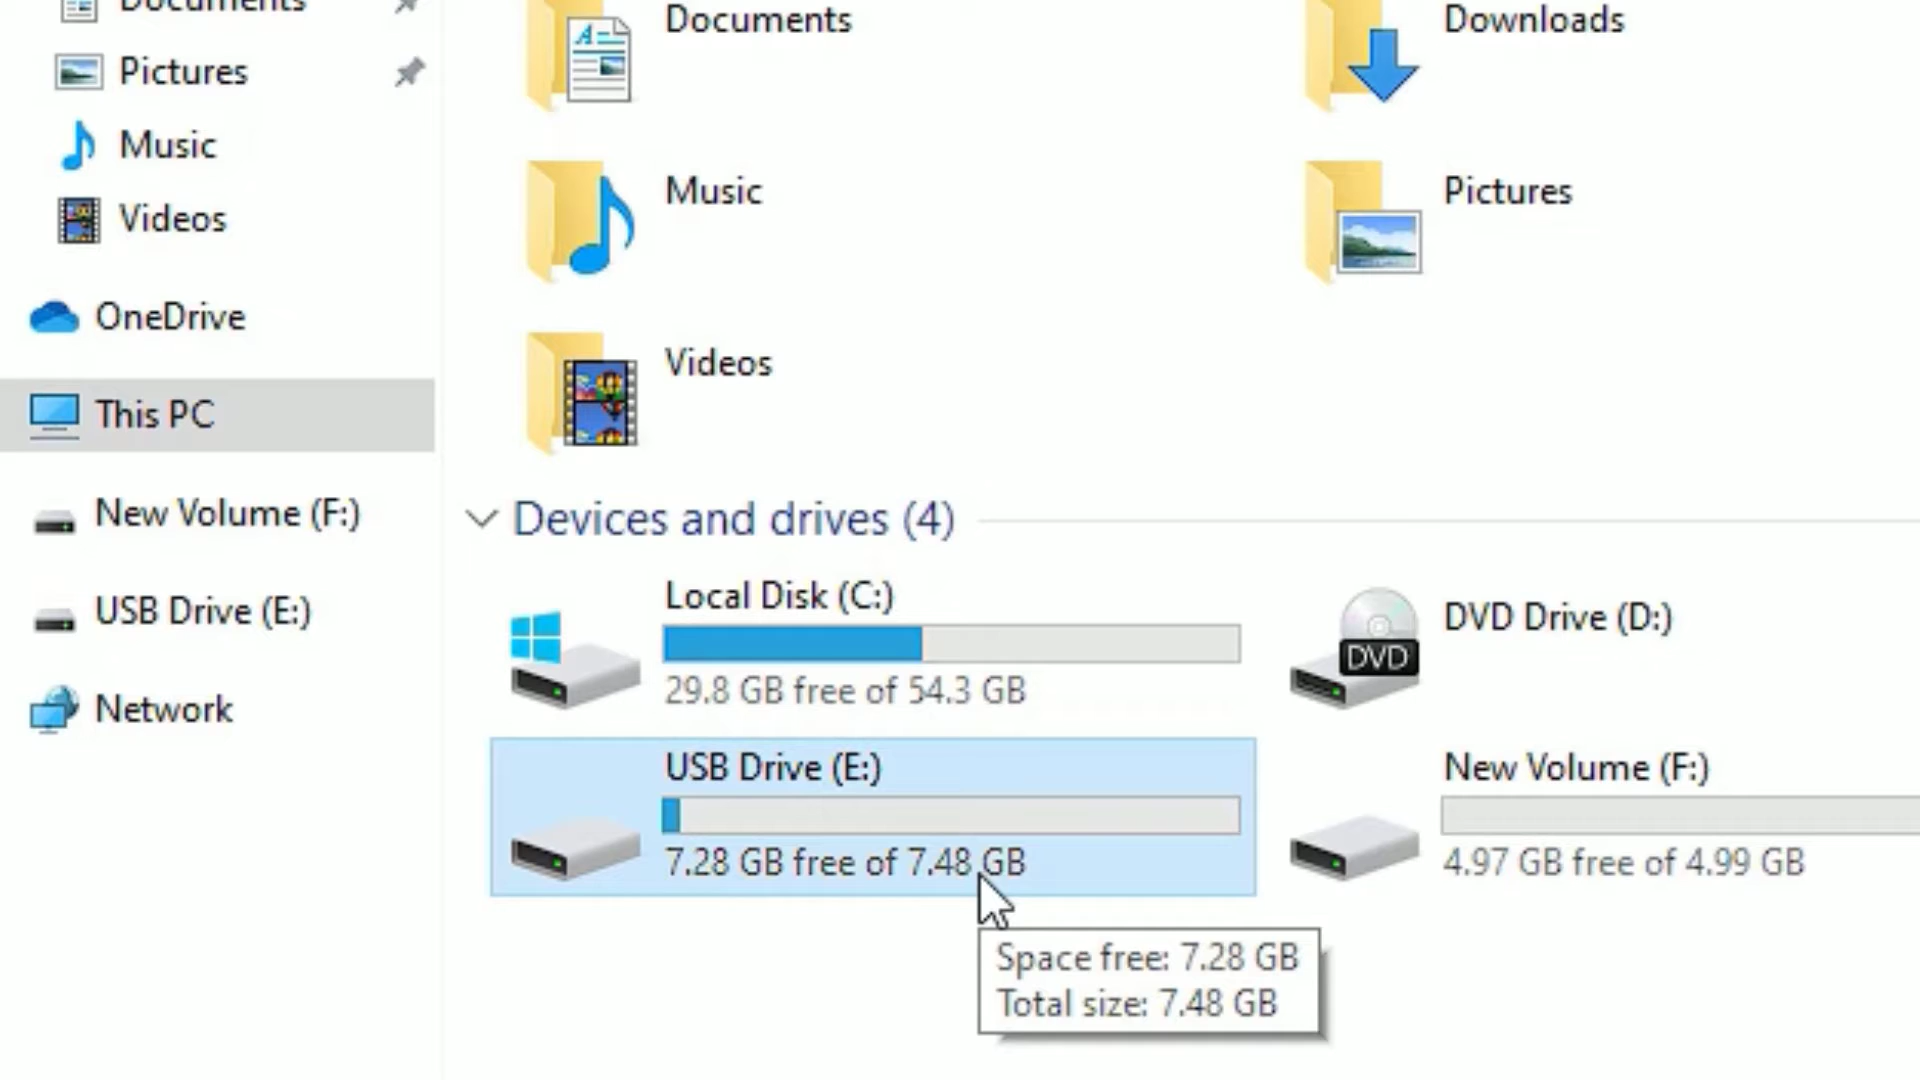 Documents
Pictures
Music
Videos
OneDrive
This PC
New Volume (F:)
USB Drive (E:)
Network
Documents
Downloads
Music
Pictures
Videos
Devices and drives (4)
Local Disk (C:)
29.8 GB free of 54.3 GB
DVD Drive (D:)
DVD
USB Drive (E:)
7.28 GB free of 7.48 GB
New Volume (F:)
4.97 GB free of 4.99 GB
Space free: 7.28 GB
Total size: 7.48 GB